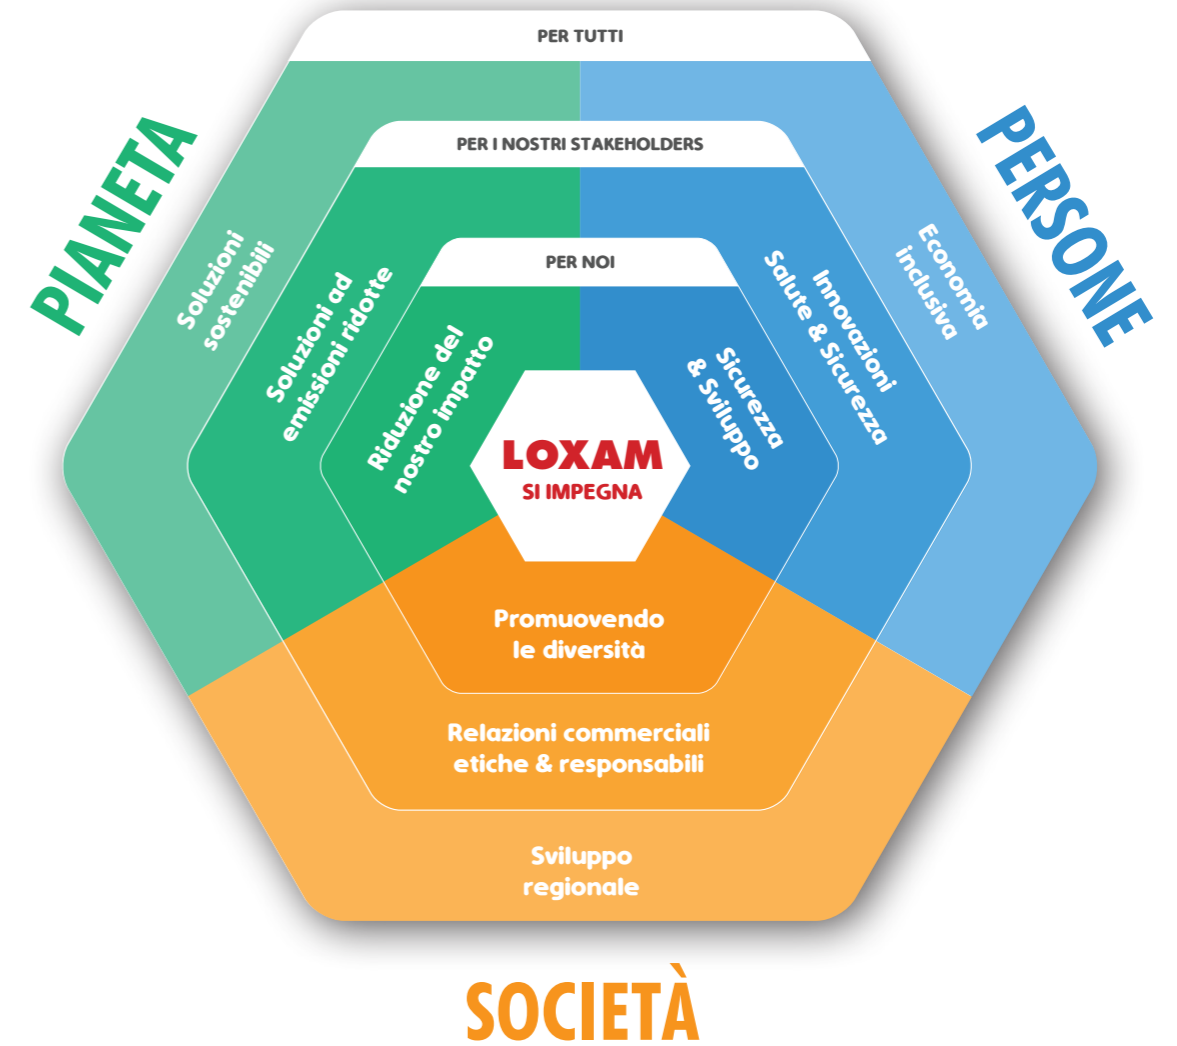 PER TUTTI
PER I NOSTRI STAKEHOLDERS
PER NOI
PIANETA
Soluzioni
sostenibili
Soluzioni ad
emissioni ridotte
Riduzione del
nostro impatto
PERSONE
Economia
inclusiva
Innovazioni
Salute & Sicurezza
Sicurezza
& Sviluppo
LOXAM
SI IMPEGNA
Promuovendo
le diversità
Relazioni commerciali
etiche & responsabili
Sviluppo
regionale
SOCIETÀ